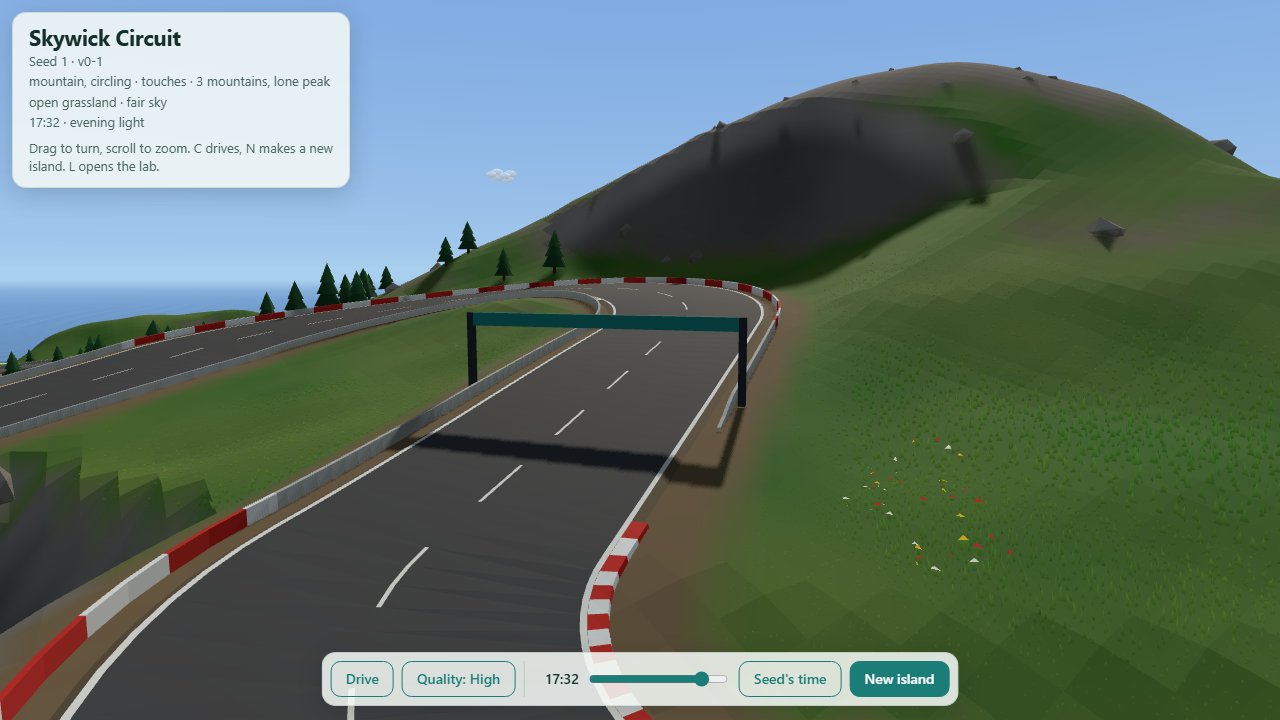 Skywick Circuit
Seed 1 · v0-1
mountain, circling · touches · 3 mountains, lone peak
open grassland · fair sky
17:32 · evening light
Drag to turn, scroll to zoom. C drives, N makes a new
island. L opens the lab.
Drive
Quality: High
17:32
Seed's time
New island